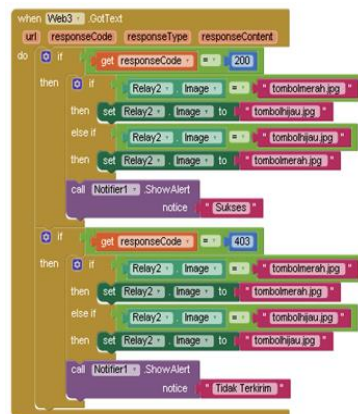 when Web3 .GotText
url responseCode responseType responseContent
do if get responseCode = 200
then if Relay2 . Image = " tombolmerah.jpg "
then set Relay2 . Image to " tombolhijau.jpg "
else if Relay2 . Image = " tombolhijau.jpg "
then set Relay2 . Image to " tombolmerah.jpg "
call Notifier1 .ShowAlert
notice " Sukses "
if get responseCode = 403
then if Relay2 . Image = " tombolmerah.jpg "
then set Relay2 . Image to " tombolmerah.jpg "
else if Relay2 . Image = " tombolhijau.jpg "
then set Relay2 . Image to " tombolhijau.jpg "
call Notifier1 .ShowAlert
notice " Tidak Terkirim "